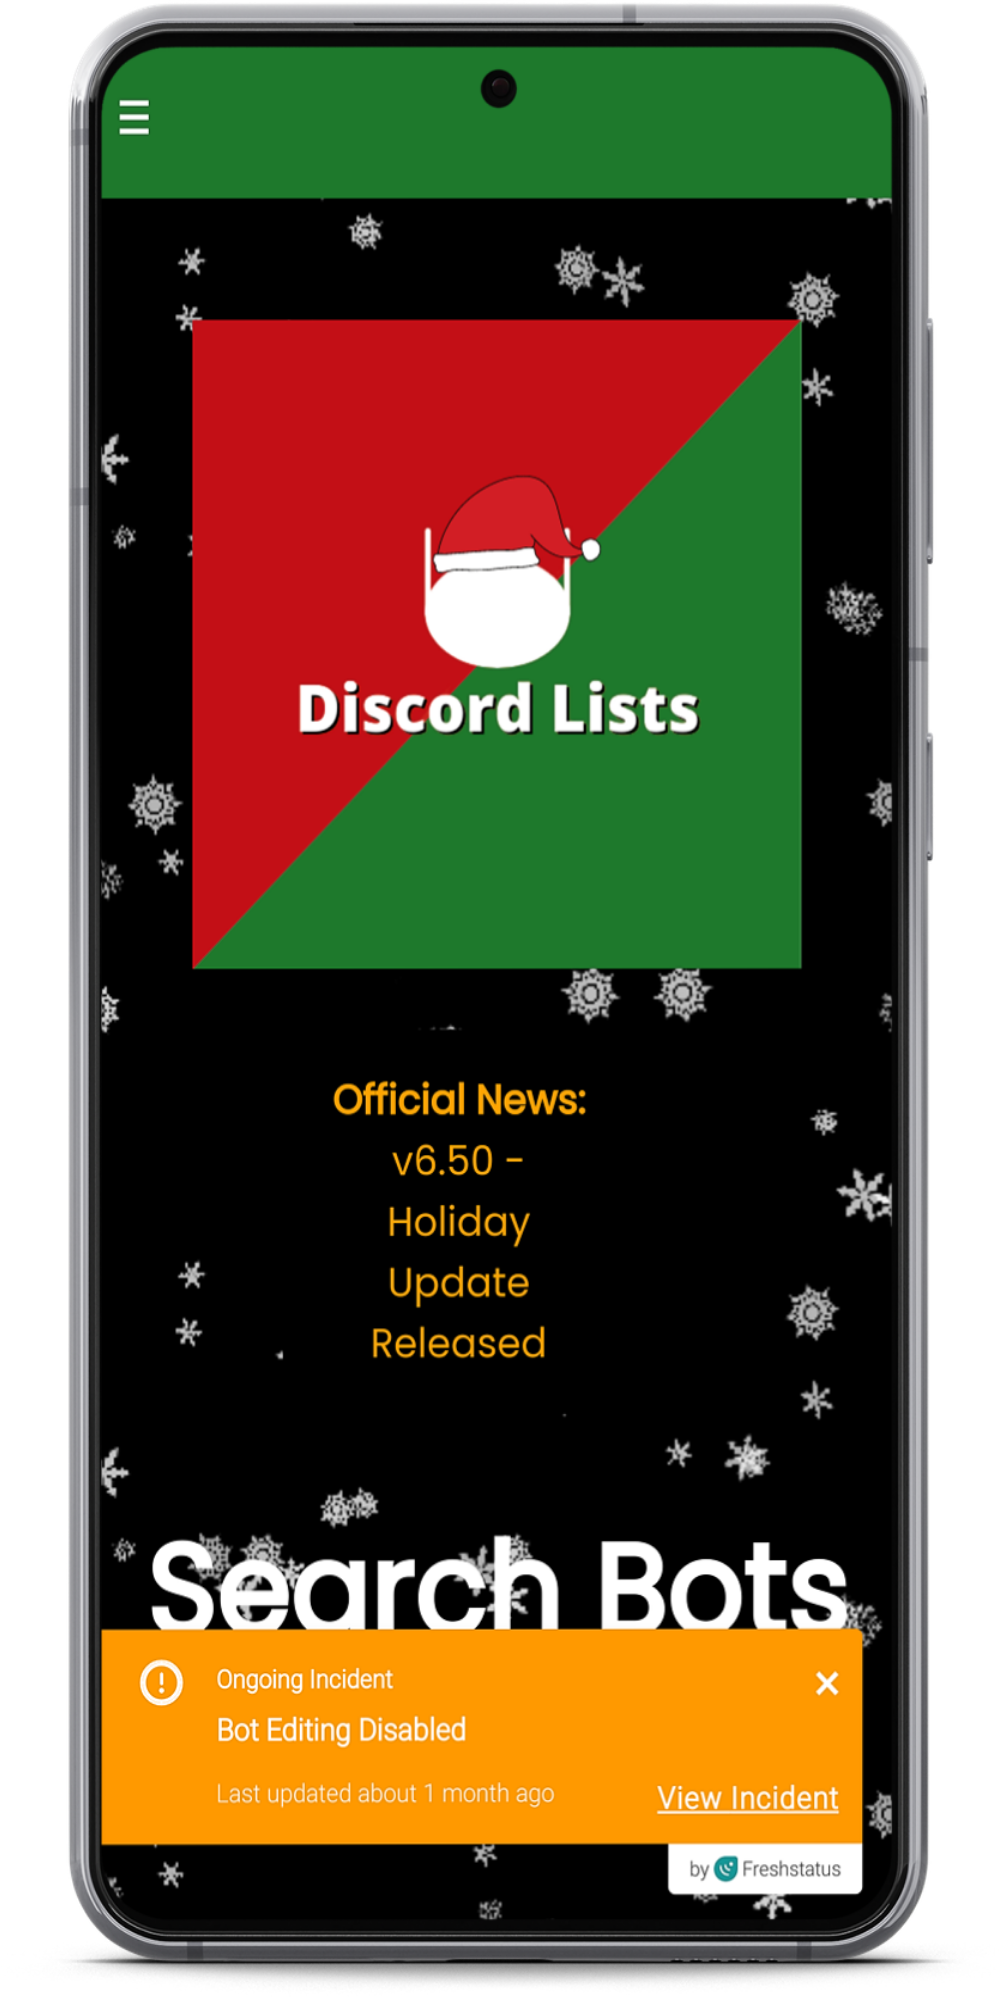 Discord Lists
Official News:
v6.50 -
Holiday
Update
Released
Search Bots
Ongoing Incident
Bot Editing Disabled
Last updated about 1 month ago
View Incident
by Freshstatus